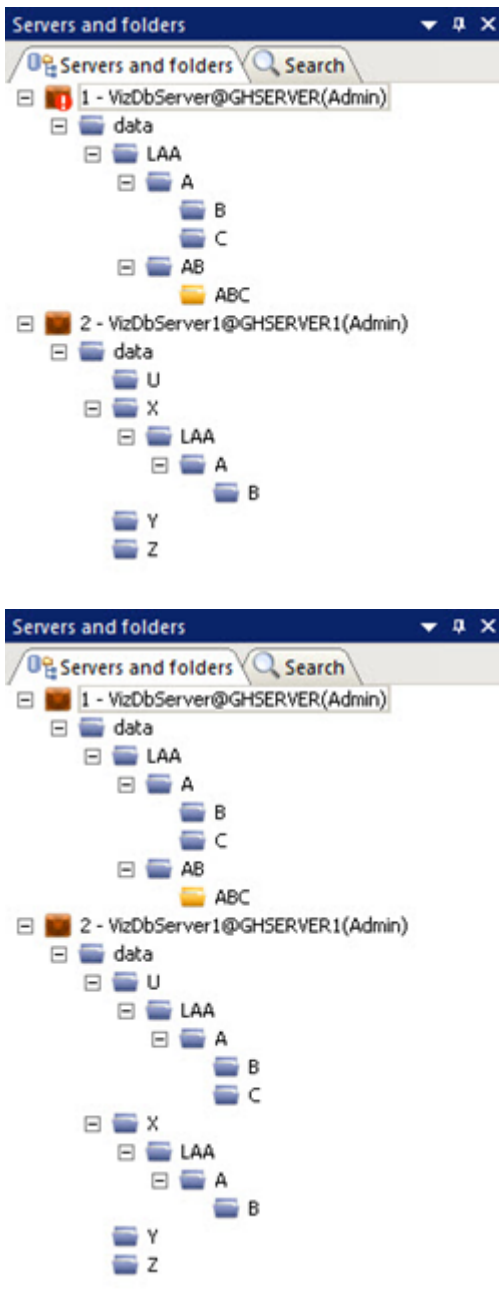 Servers and folders
Servers and folders Search
1 - VizDbServer@GHSERVER(Admin)
data
LAA
A
B
C
AB
ABC
2 - VizDbServer1@GHSERVER1(Admin)
data
U
X
LAA
A
B
Y
Z
Servers and folders
Servers and folders Search
1 - VizDbServer@GHSERVER(Admin)
data
LAA
A
B
C
AB
ABC
2 - VizDbServer1@GHSERVER1(Admin)
data
U
LAA
A
B
C
X
LAA
A
B
Y
Z